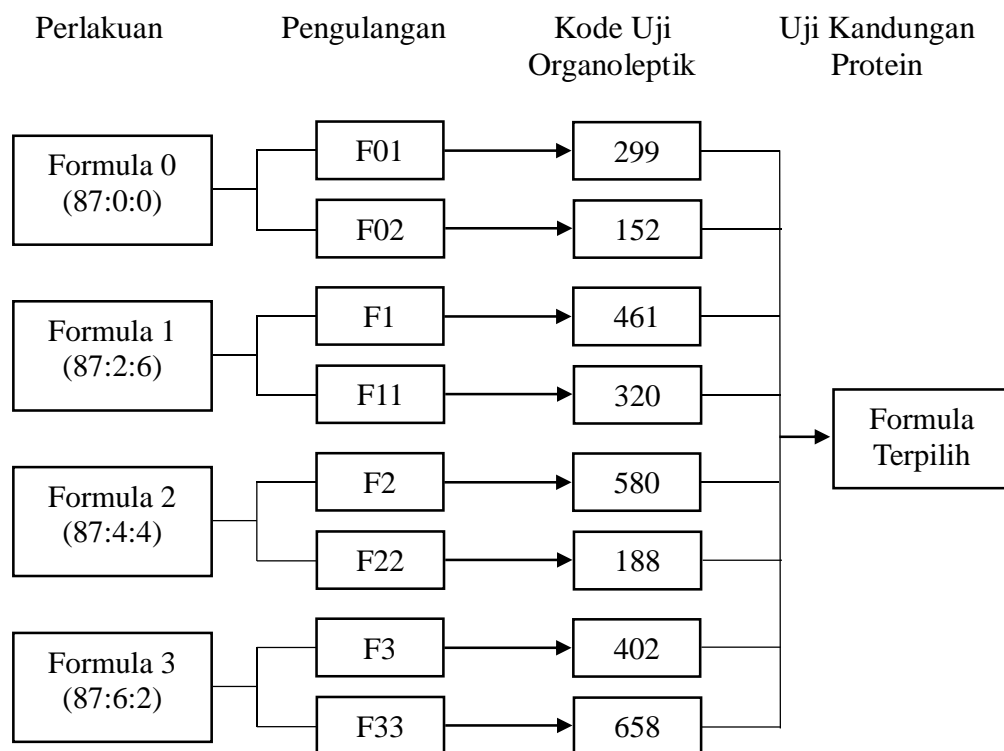 Perlakuan
Pengulangan
Kode Uji
Organoleptik
Uji Kandungan
Protein
Formula 0
(87:0:0)
F01
299
F02
152
Formula 1
(87:2:6)
F1
461
F11
320
Formula 2
(87:4:4)
F2
580
F22
188
Formula 3
(87:6:2)
F3
402
F33
658
Formula
Terpilih